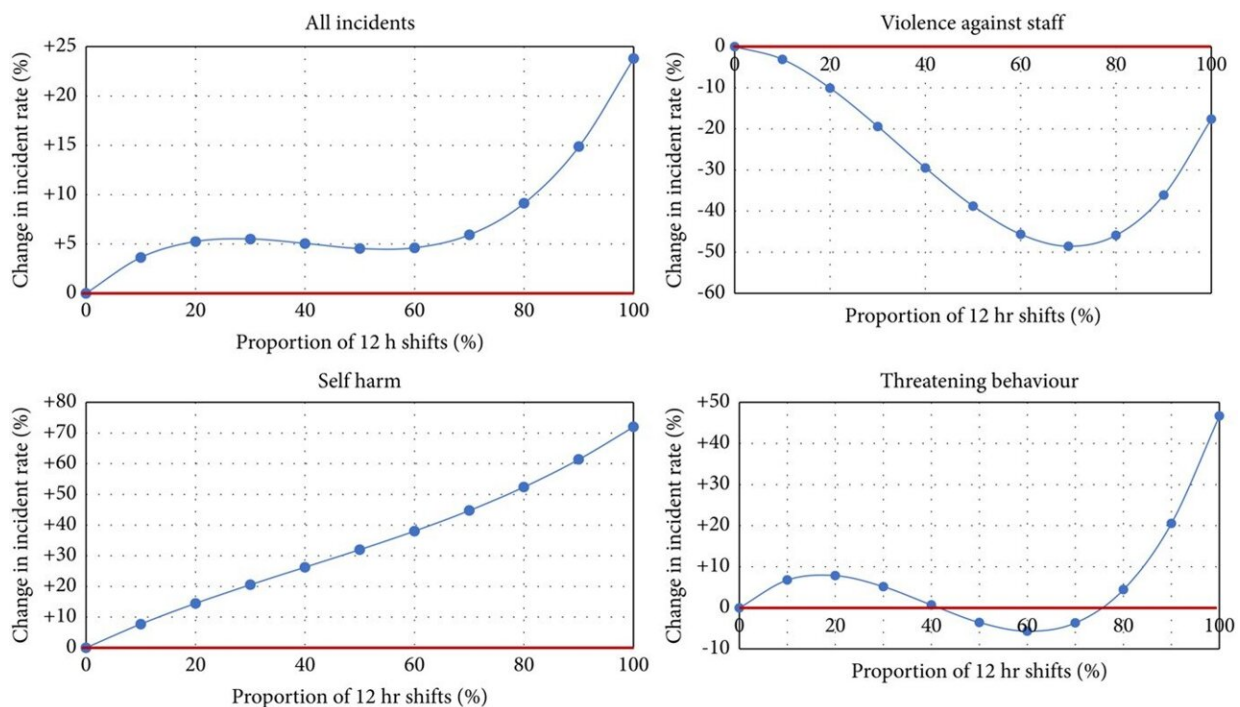 All incidents
Change in incident rate (%)
+25
+20
+15
+10
+5
0
0 20 40 60 80 100
Proportion of 12 h shifts (%)
Violence against staff
Change in incident rate (%)
0
-10
-20
-30
-40
-50
-60
0 20 40 60 80 100
Proportion of 12 hr shifts (%)
Self harm
Change in incident rate (%)
+80
+70
+60
+50
+40
+30
+20
+10
0
0 20 40 60 80 100
Proportion of 12 hr shifts (%)
Threatening behaviour
Change in incident rate (%)
+50
+40
+30
+20
+10
0
-10
0 20 40 60 80 100
Proportion of 12 hr shifts (%)